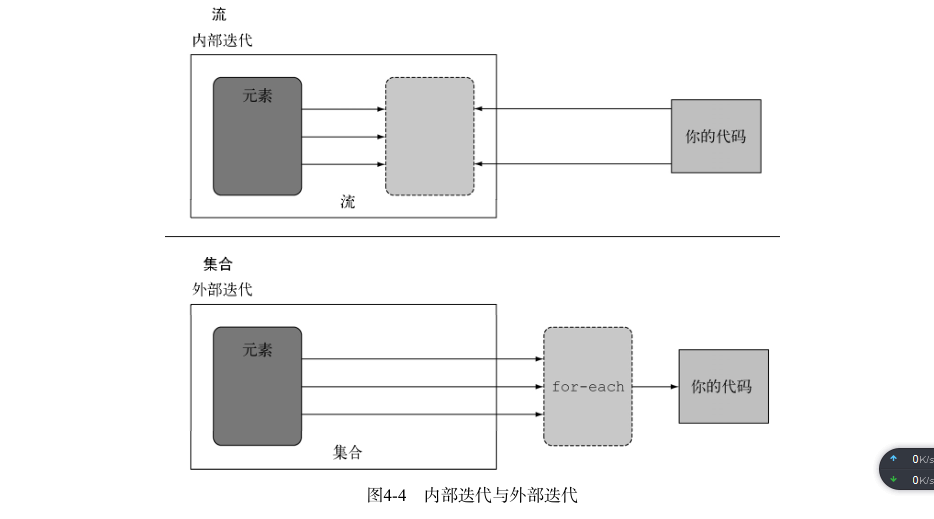 流
内部迭代
元素
你的代码
流
集合
外部迭代
元素
for-each
你的代码
集合
图4-4 内部迭代与外部迭代
0K/s
0K/s